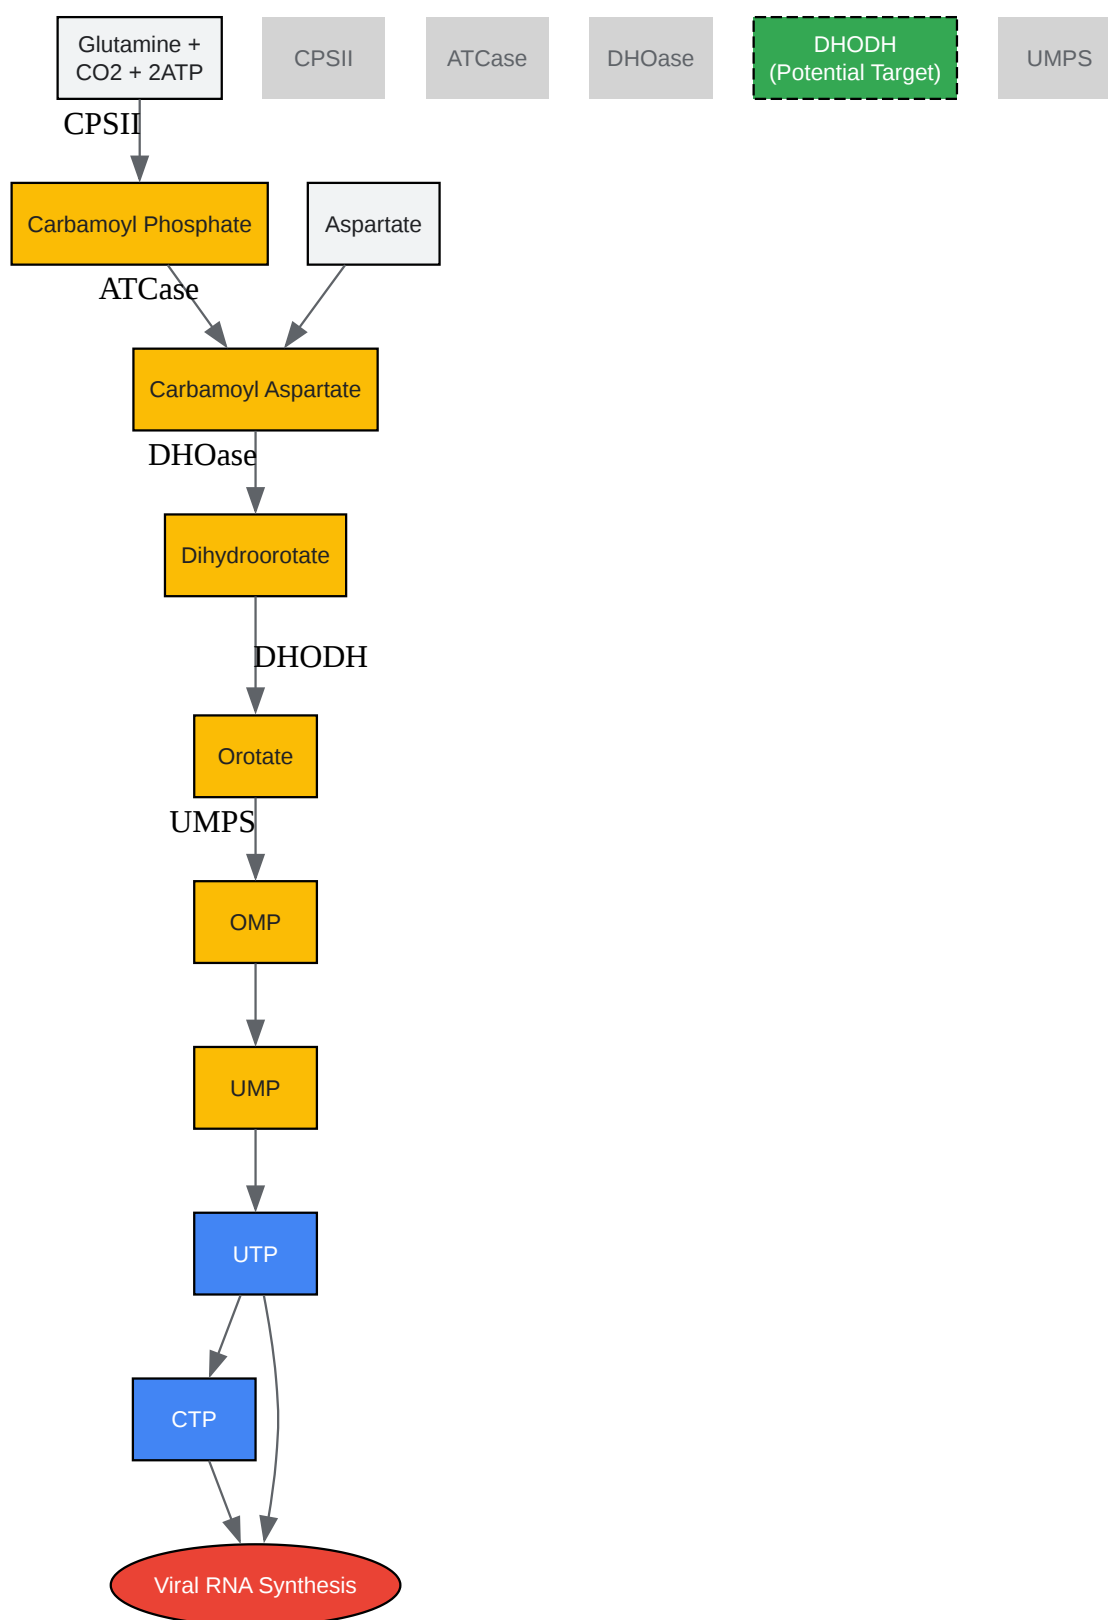 Glutamine +
CO2 + 2ATP
CPSII
ATCase
DHOase
DHODH
(Potential Target)
UMPS
CPSII
Carbamoyl Phosphate
Aspartate
ATCase
Carbamoyl Aspartate
DHOase
Dihydroorotate
DHODH
Orotate
UMPS
OMP
UMP
UTP
CTP
Viral RNA Synthesis